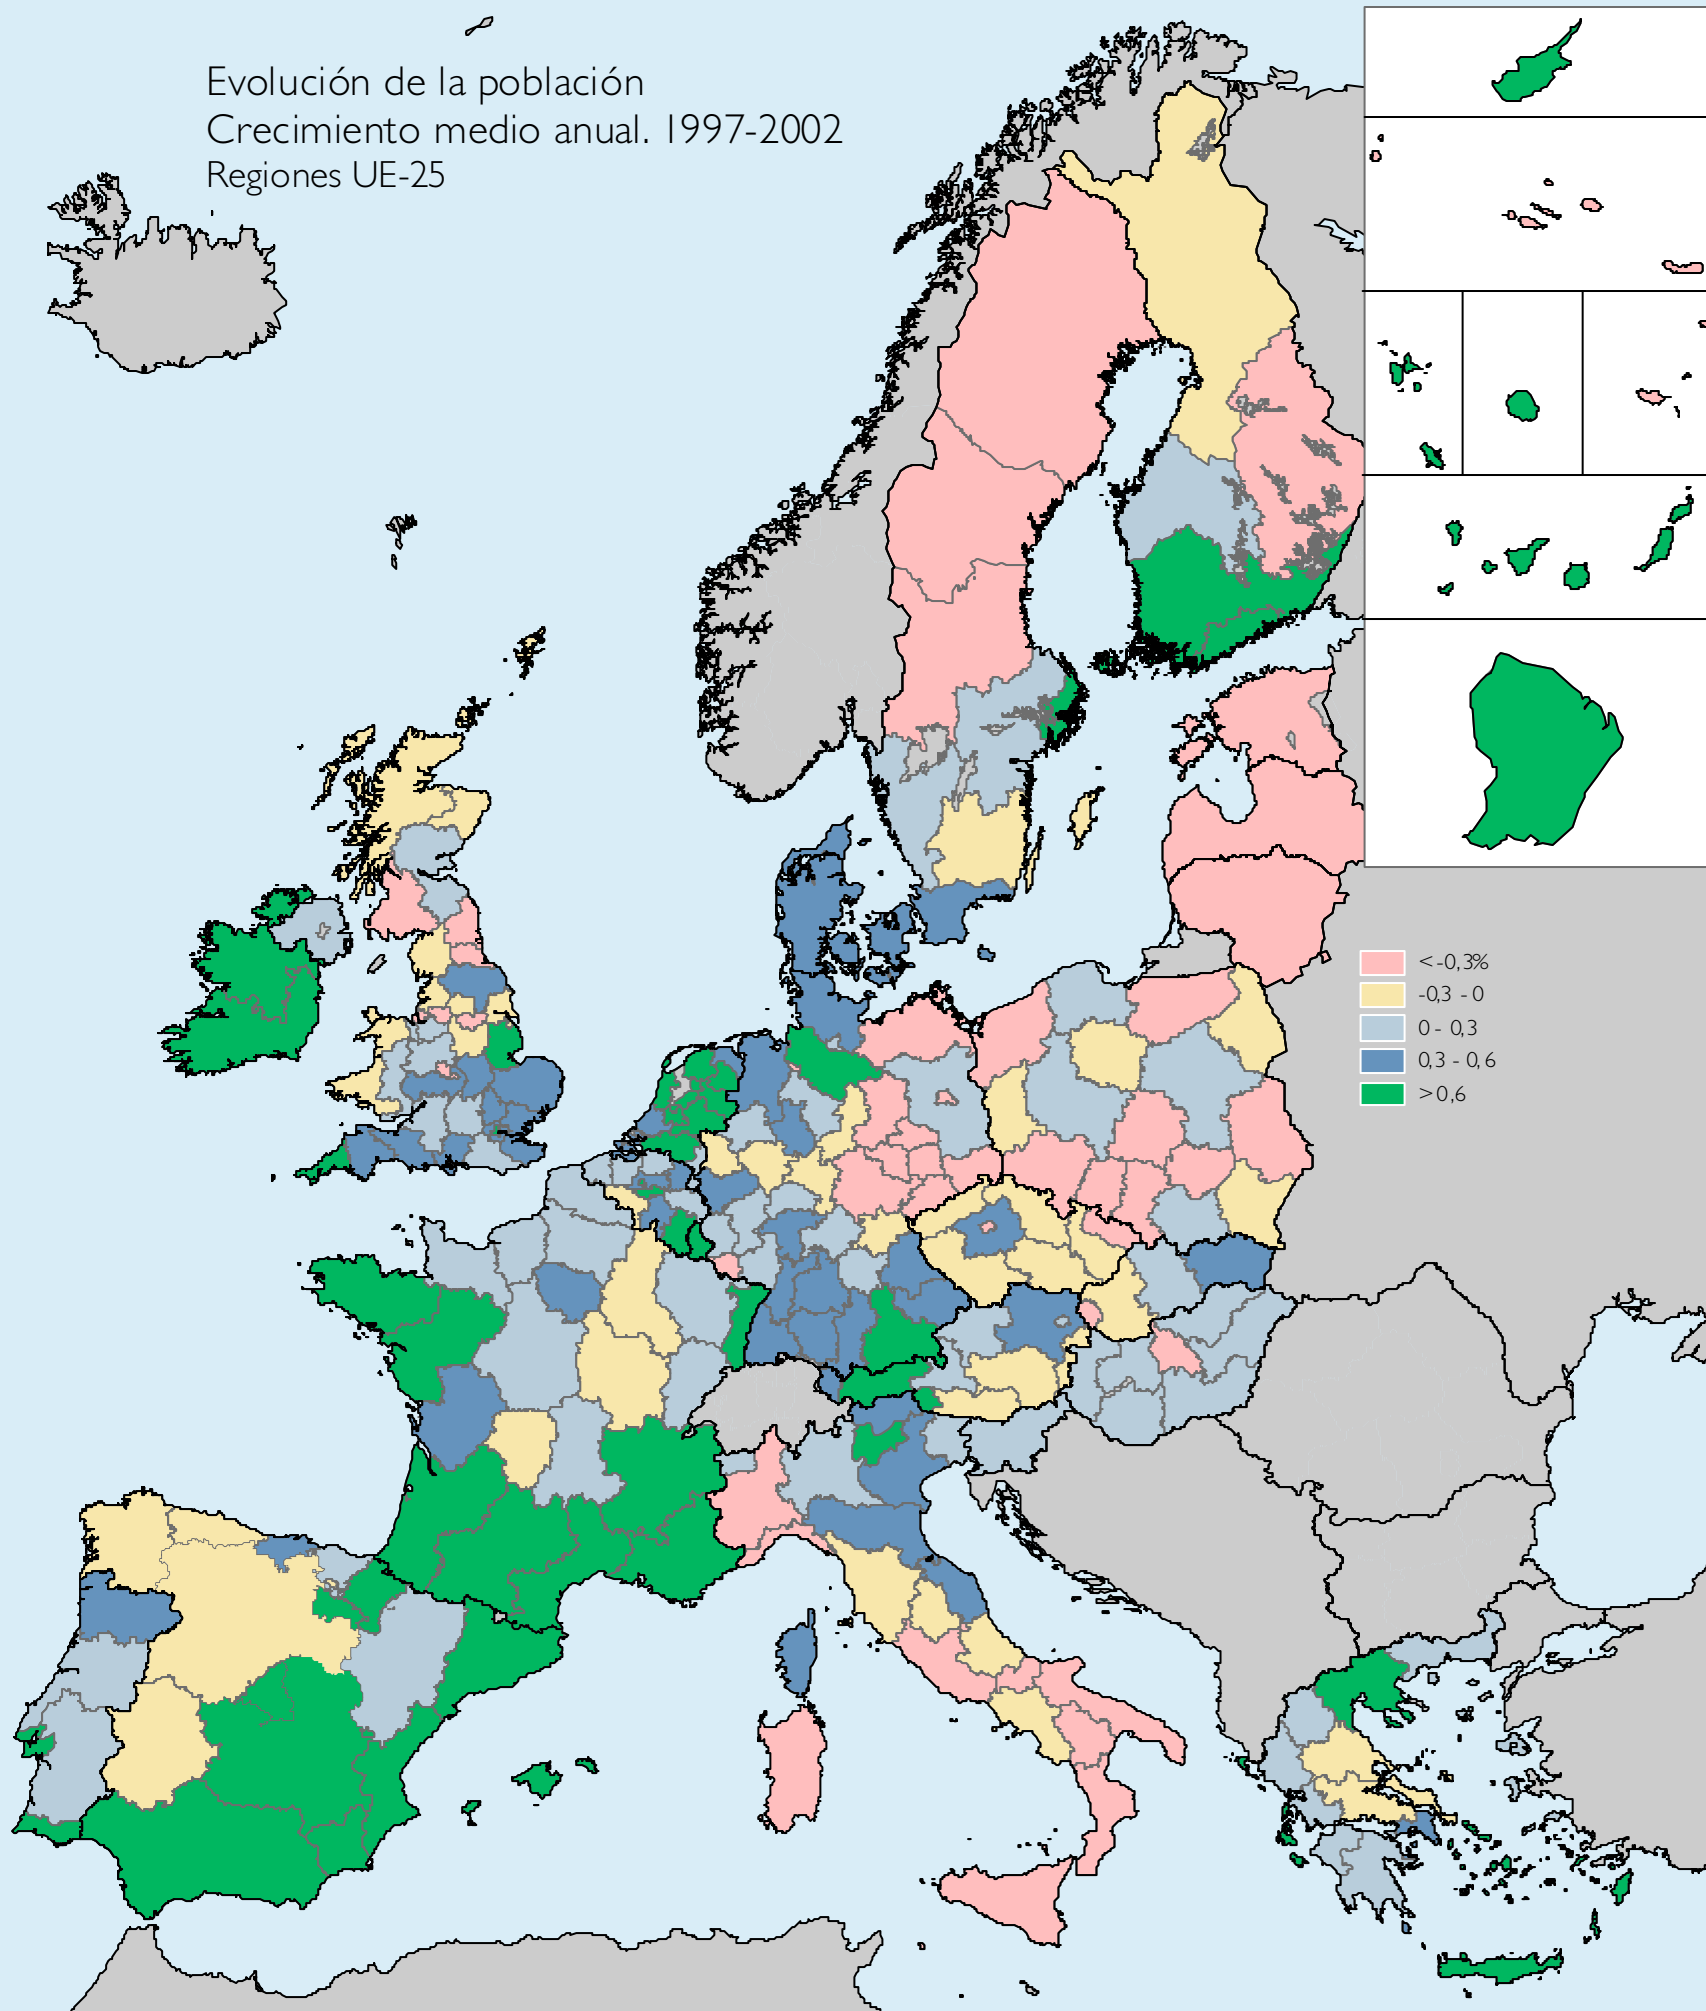 Evolución de la población
Crecimiento medio anual. 1997-2002
Regiones UE-25
< -0,3%
-0,3 - 0
0 - 0,3
0,3 - 0,6
> 0,6